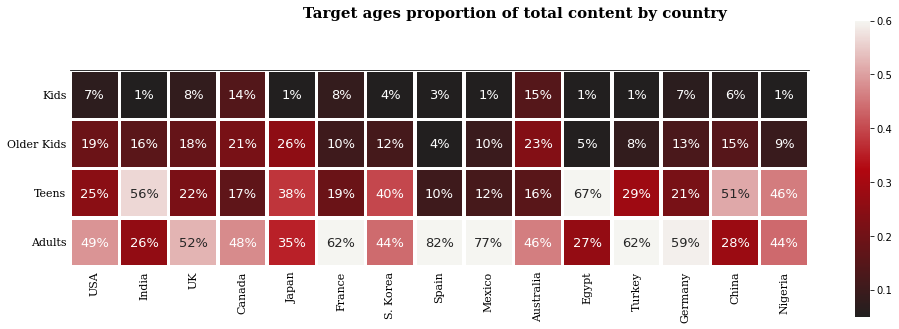 Target ages proportion of total content by country
0.6
Kids 7% 1% 8% 14% 1% 8% 4% 3% 1% 15% 1% 1% 7% 6% 1%
0.5
Older Kids 19% 16% 18% 21% 26% 10% 12% 4% 10% 23% 5% 8% 13% 15% 9%
0.4
0.3
Teens 25% 56% 22% 17% 38% 19% 40% 10% 12% 16% 67% 29% 21% 51% 46%
0.2
Adults 49% 26% 52% 48% 35% 62% 44% 82% 77% 46% 27% 62% 59% 28% 44%
0.1
USA India UK Canada Japan France S. Korea Spain Mexico Australia Egypt Turkey Germany China Nigeria